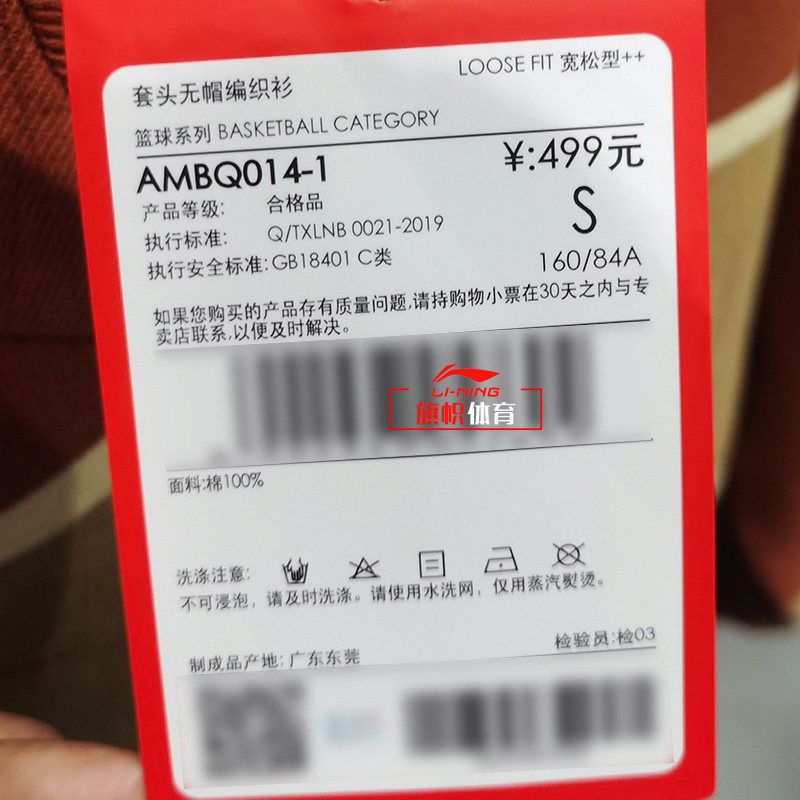 LOOSE FIT 宽松型++
套头无帽编织衫
篮球系列 BASKETBALL CATEGORY
AMBQ014-1
¥:499元
产品等级: 合格品
S
执行标准: Q/TXLNB 0021-2019
执行安全标准: GB18401 C类
160/84A
如果您购买的产品存有质量问题,请持购物小票在30天之内与专
卖店联系,以便及时解决。
LI-NING
旗帜体育
面料:棉100%
洗涤注意:
不可浸泡，请及时洗涤。请使用水洗网，仅用蒸汽熨烫。
检验员:检03
制成品产地: 广东东莞